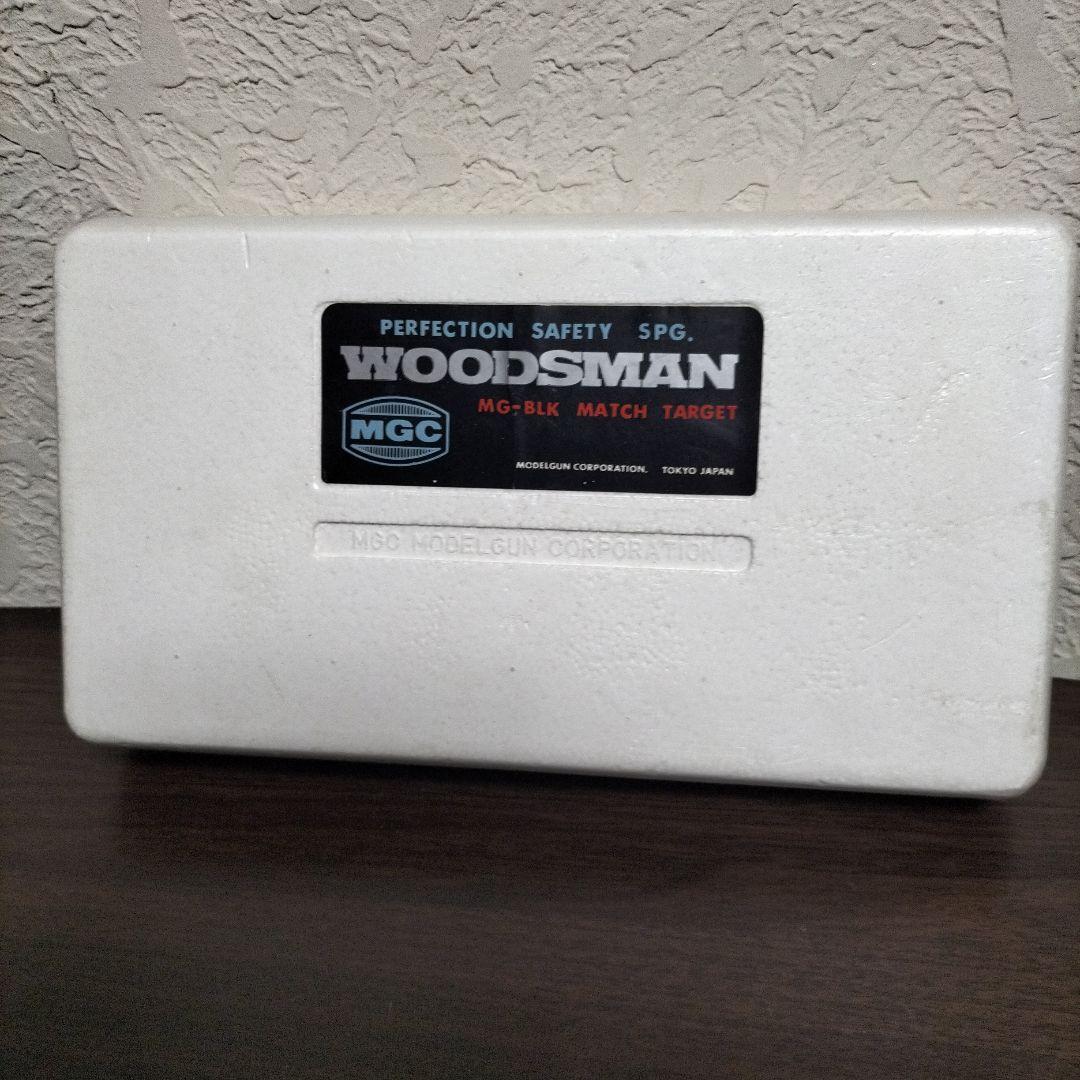 PERFECTION SAFETY SPG.
WOODSMAN
MG-BLK MATCH TARGET
MGC
MODELGUN CORPORATION. TOKYO JAPAN
MGC MODELGUN CORPORATION